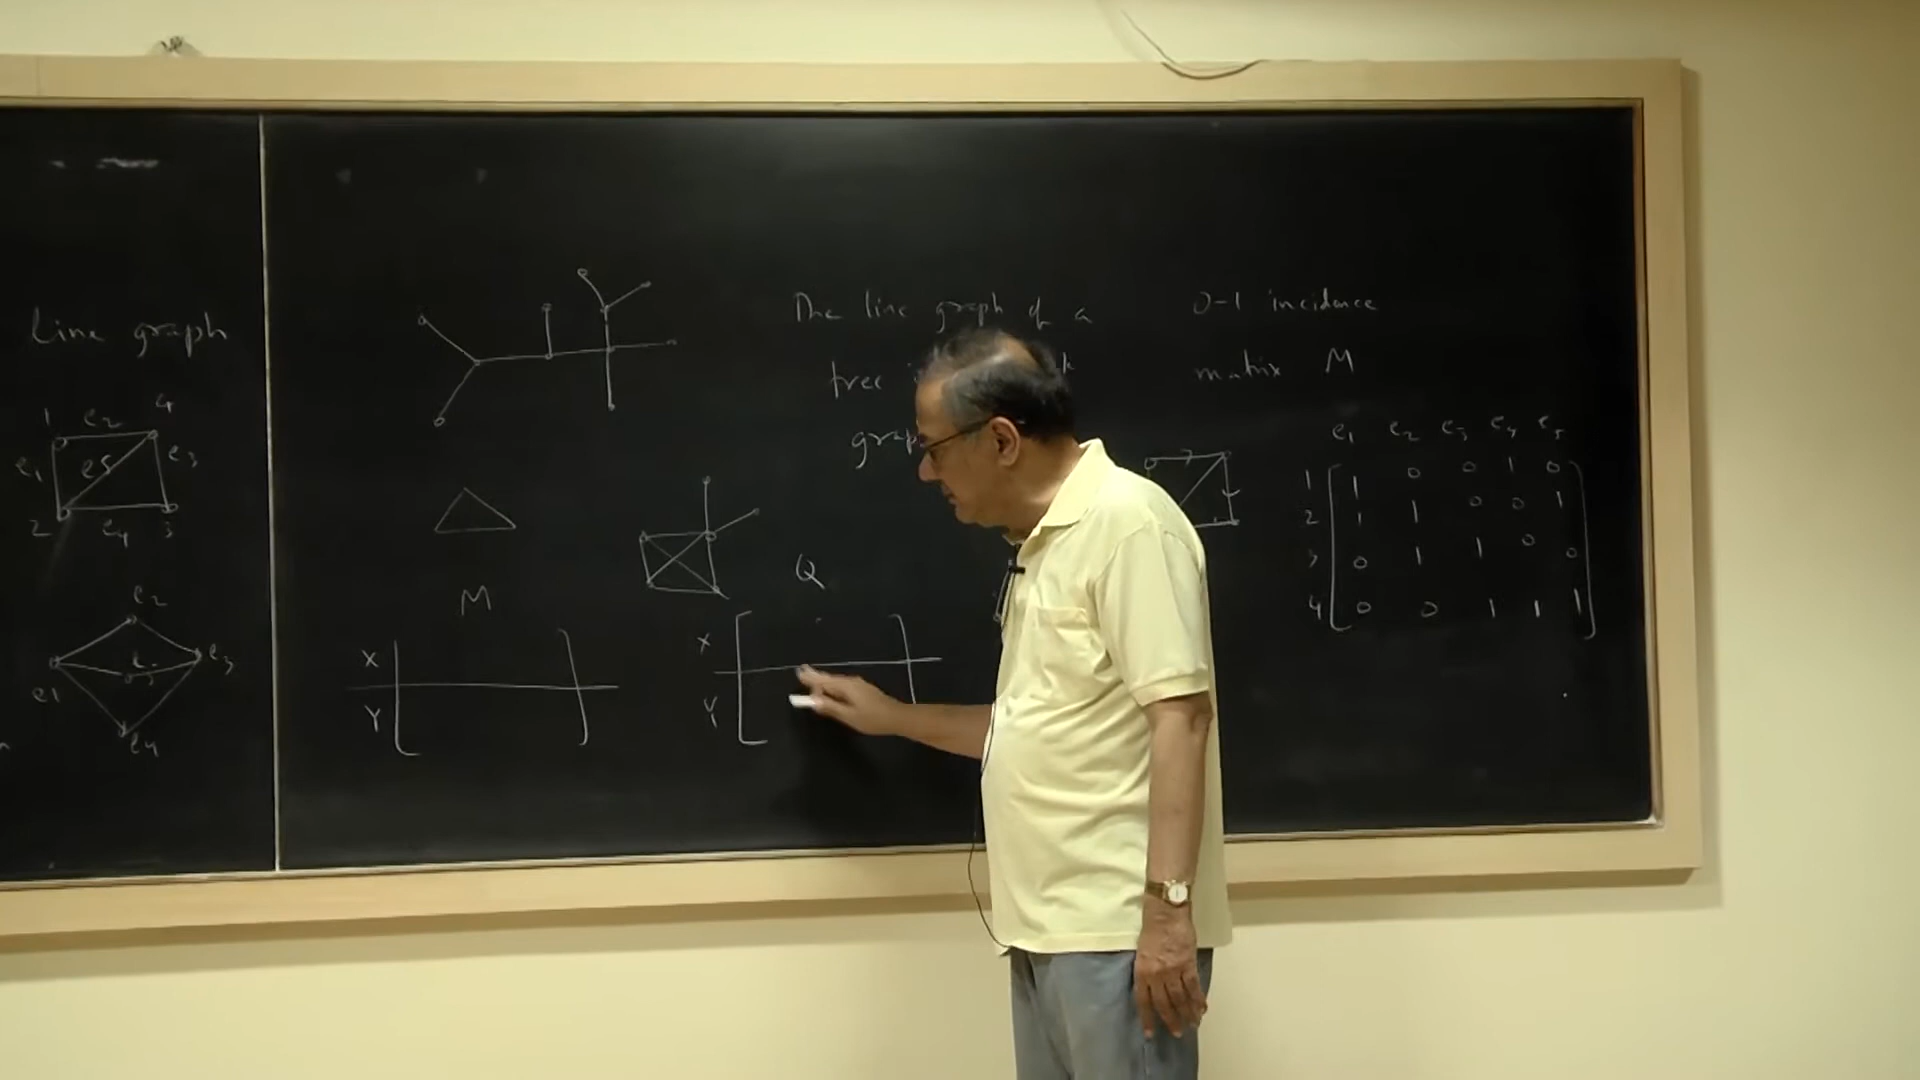 Line graph
1 e2 4
e1 e5 e3
2 e4 3
e2
e1 e3
e4
M
X
Y
Q
X
Y
The line graph of a
tree
0-1 incidence
matrix M
e1 e2 e3 e4 e5
1 1 0 0 1 0
2 1 1 0 0 1
3 0 1 1 0 0
4 0 0 1 1 1